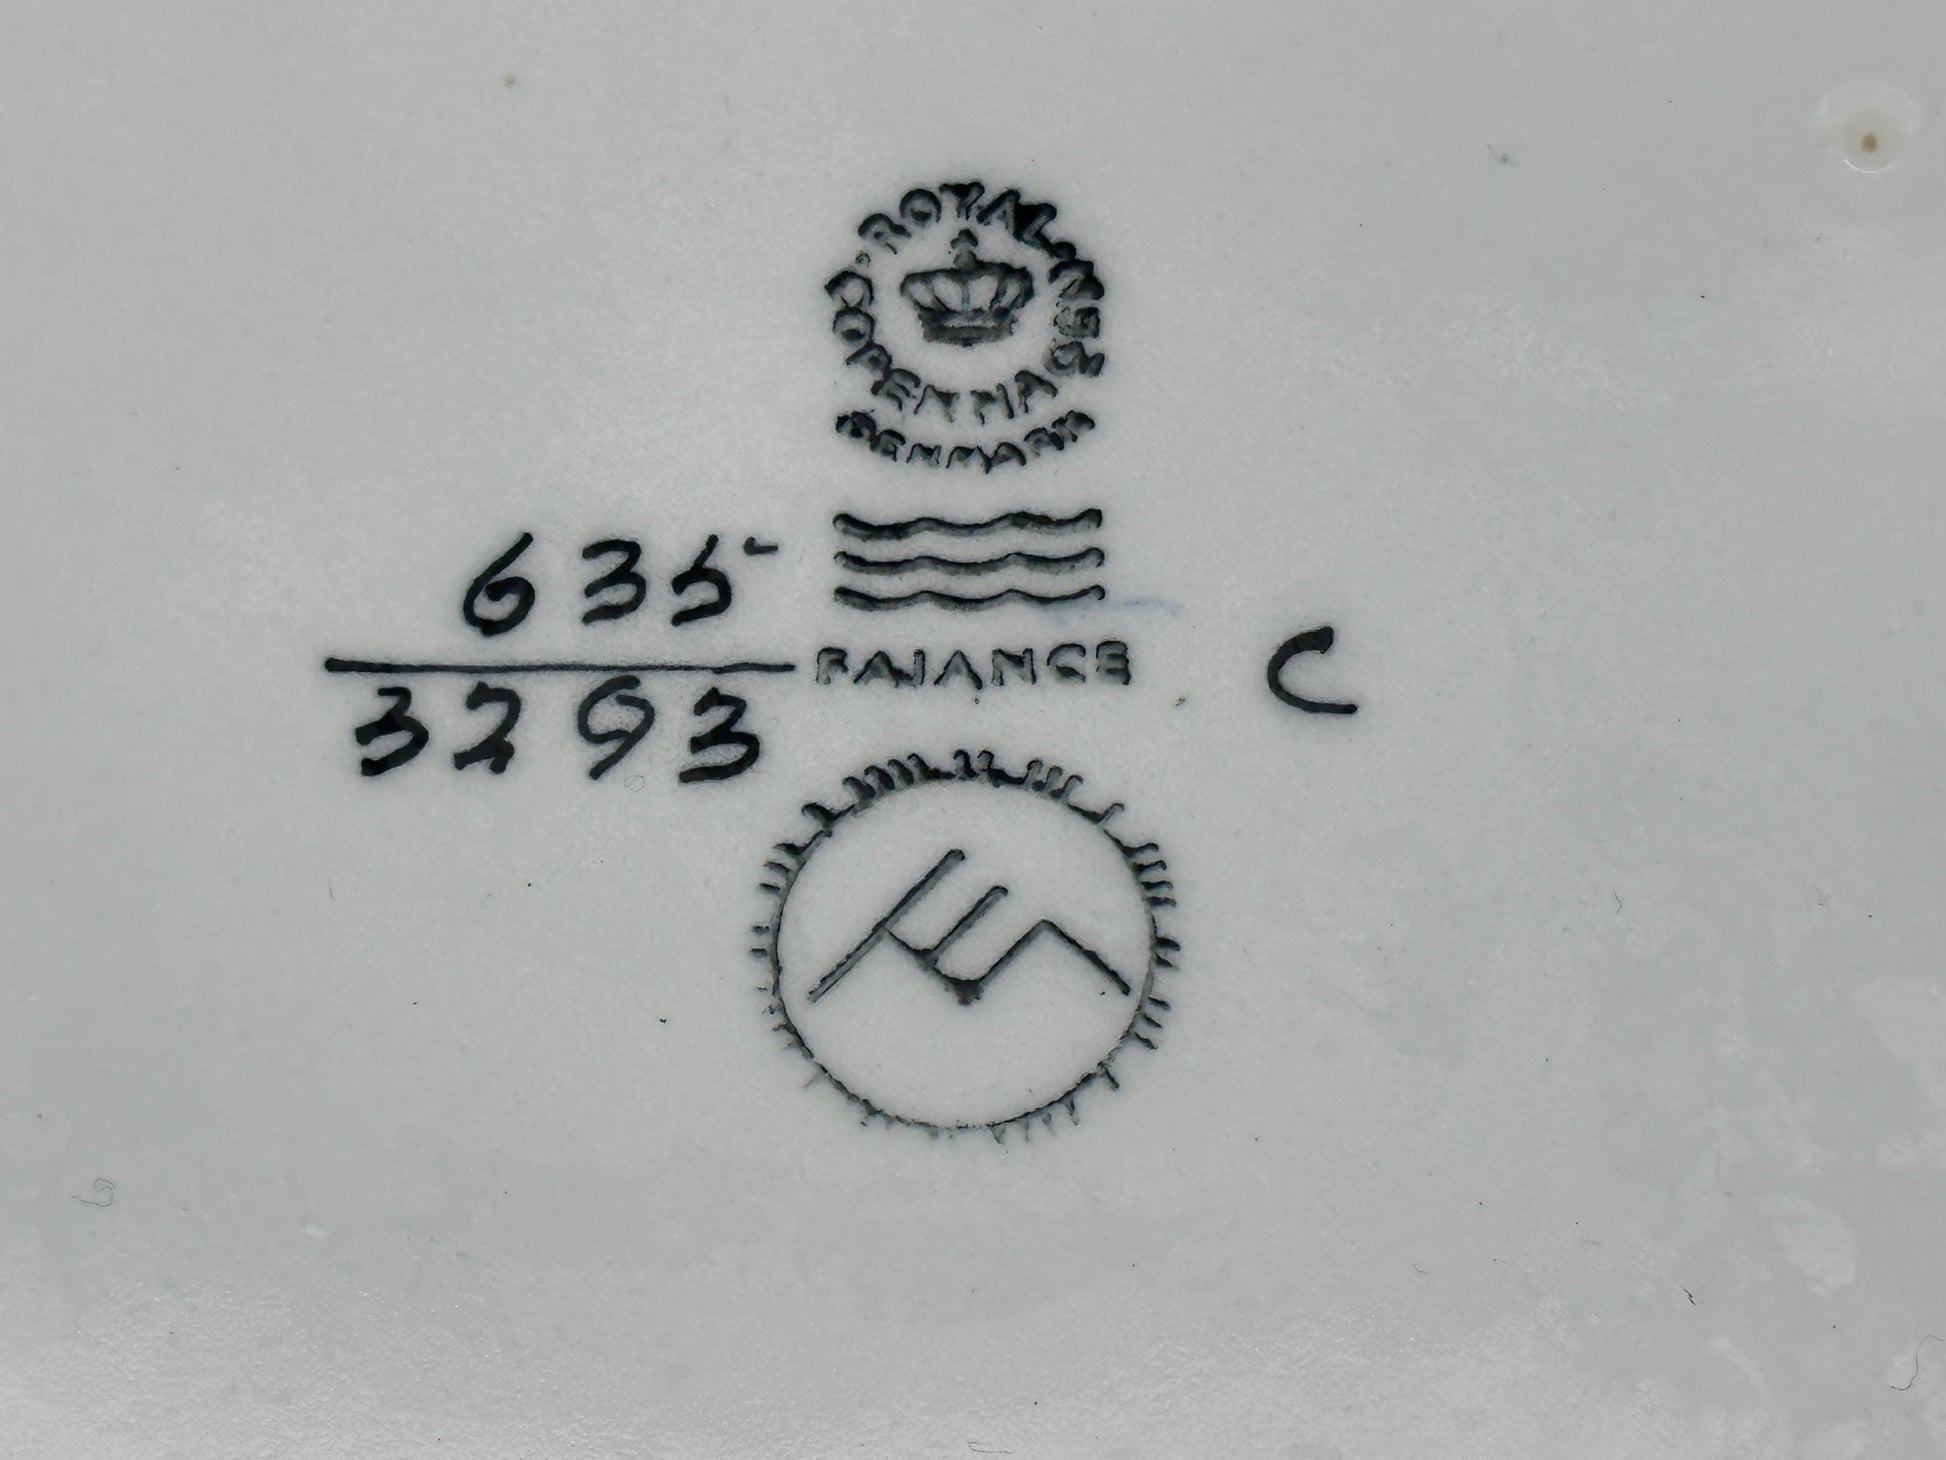 ROYAL COPENHAGEN
DENMARK
635
3293
FAJANCE
C